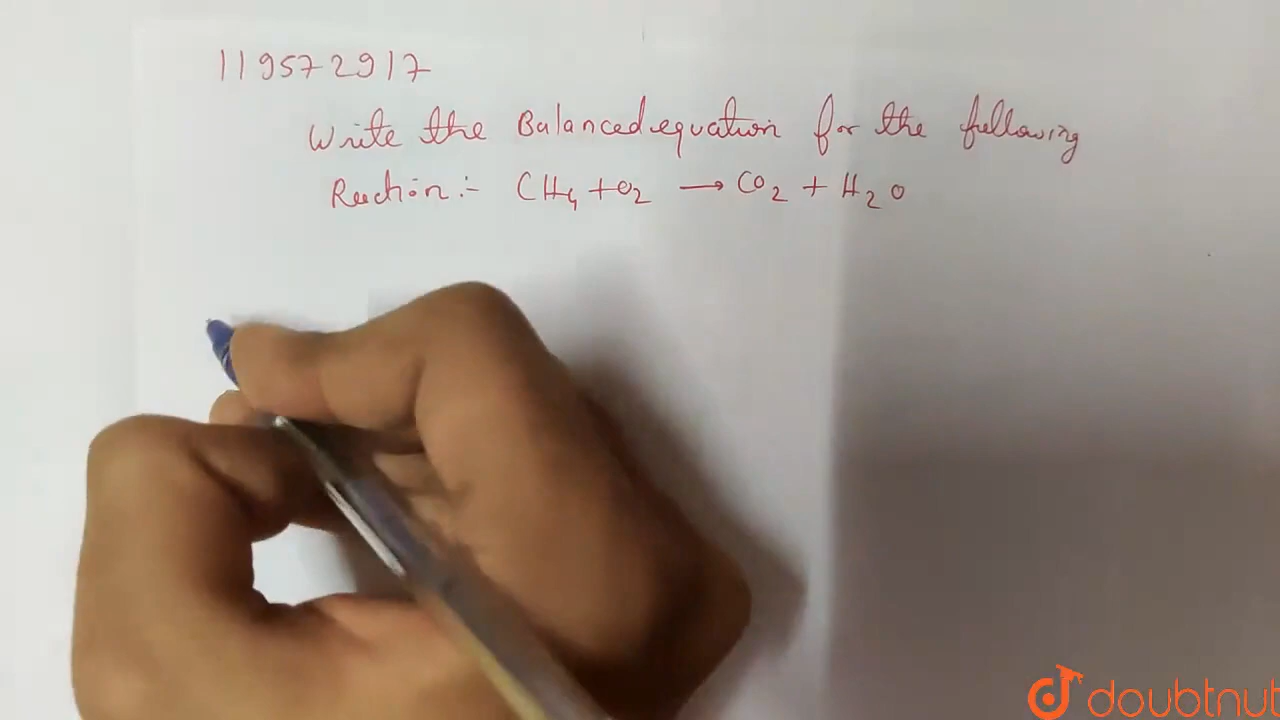 119572917
Write the Balanced equation for the following
Reaction :- CH4 + O2 → CO2 + H2O
doubtnut